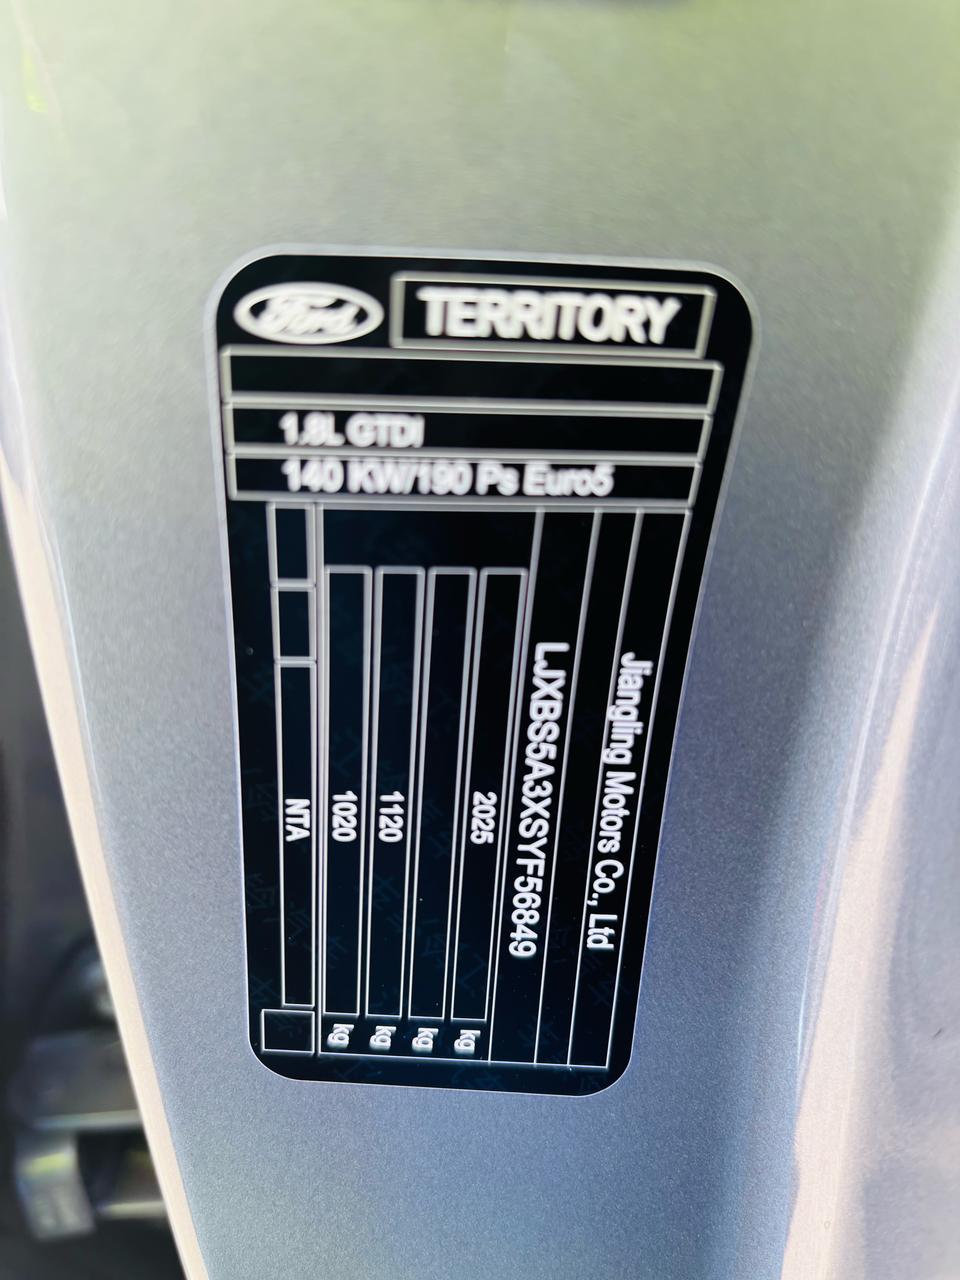 Ford
TERRITORY
1.8L GTDI
140 KW/190 Ps Euro5
Jiangling Motors Co., Ltd
LJXBS5A3XSYF56849
2025 kg
kg
1120 kg
1020 kg
NTA